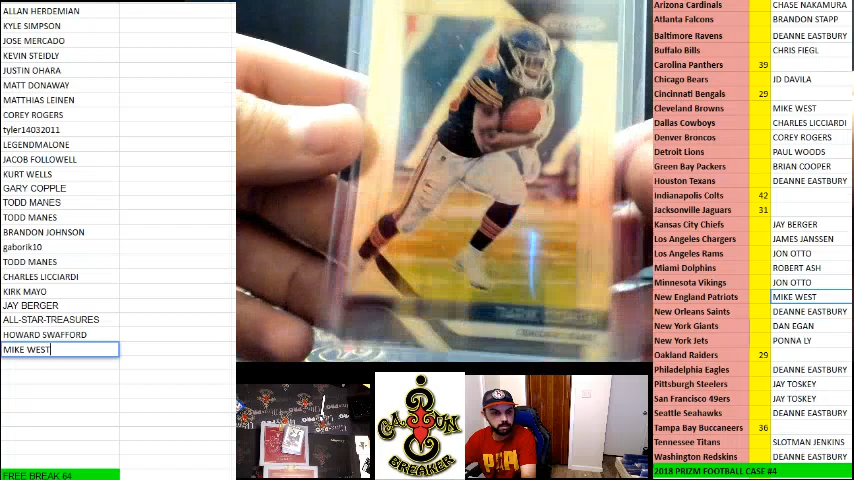 ALLAN HERDEMIAN
KYLE SIMPSON
JOSE MERCADO
KEVIN STEIDLY
JUSTIN OHARA
MATT DONAWAY
MATTHIAS LEINEN
COREY ROGERS
tyler14032011
LEGENDMALONE
JACOB FOLLOWELL
KURT WELLS
GARY COPPLE
TODD MANES
TODD MANES
BRANDON JOHNSON
gaborik10
TODD MANES
CHARLES LICCIARDI
KIRK MAYO
JAY BERGER
ALL-STAR-TREASURES
HOWARD SWAFFORD
MIKE WEST
FREE BREAK 64
CAJUN
BREAKER
Arizona Cardinals CHASE NAKAMURA
Atlanta Falcons BRANDON STAPP
Baltimore Ravens DEANNE EASTBURY
Buffalo Bills CHRIS FIEGL
Carolina Panthers 39
Chicago Bears JD DAVILA
Cincinnati Bengals 29
Cleveland Browns MIKE WEST
Dallas Cowboys CHARLES LICCIARDI
Denver Broncos COREY ROGERS
Detroit Lions PAUL WOODS
Green Bay Packers BRIAN COOPER
Houston Texans DEANNE EASTBURY
Indianapolis Colts 42
Jacksonville Jaguars 31
Kansas City Chiefs JAY BERGER
Los Angeles Chargers JAMES JANSSEN
Los Angeles Rams JON OTTO
Miami Dolphins ROBERT ASH
Minnesota Vikings JON OTTO
New England Patriots MIKE WEST
New Orleans Saints DEANNE EASTBURY
New York Giants DAN EGAN
New York Jets PONNA LY
Oakland Raiders 29
Philadelphia Eagles DEANNE EASTBURY
Pittsburgh Steelers JAY TOSKEY
San Francisco 49ers JAY TOSKEY
Seattle Seahawks DEANNE EASTBURY
Tampa Bay Buccaneers 36
Tennessee Titans SLOTMAN JENKINS
Washington Redskins DEANNE EASTBURY
2018 PRIZM FOOTBALL CASE #4